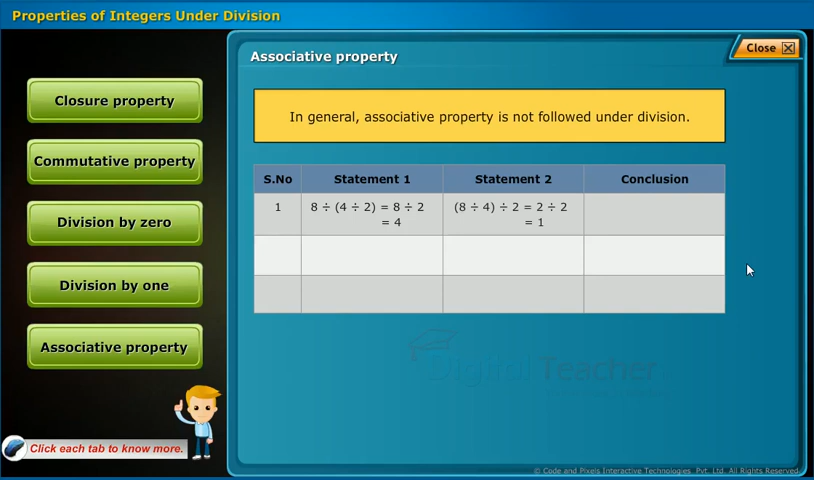 Properties of Integers Under Division
Close
Associative property
Closure property
Commutative property
Division by zero
Division by one
Associative property
Click each tab to know more.
In general, associative property is not followed under division.
S.No Statement 1 Statement 2 Conclusion
1 8 ÷ (4 ÷ 2) = 8 ÷ 2 (8 ÷ 4) ÷ 2 = 2 ÷ 2
= 4 = 1
Digital Teacher
© Code and Pixels Interactive Technologies. Pvt. Ltd. All Rights Reserved